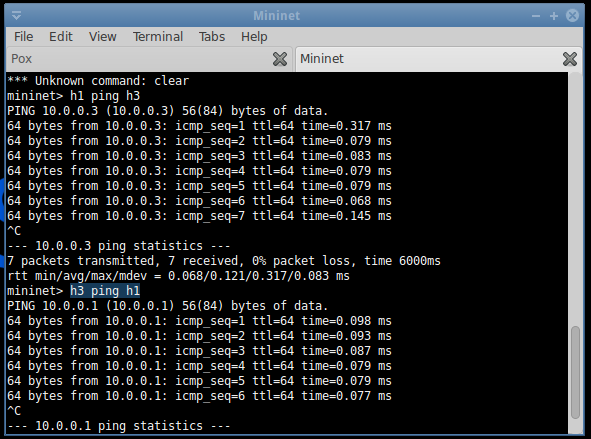 Mininet
File Edit View Terminal Tabs Help
Pox Mininet
*** Unknown command: clear
mininet> h1 ping h3
PING 10.0.0.3 (10.0.0.3) 56(84) bytes of data.
64 bytes from 10.0.0.3: icmp_seq=1 ttl=64 time=0.317 ms
64 bytes from 10.0.0.3: icmp_seq=2 ttl=64 time=0.079 ms
64 bytes from 10.0.0.3: icmp_seq=3 ttl=64 time=0.083 ms
64 bytes from 10.0.0.3: icmp_seq=4 ttl=64 time=0.079 ms
64 bytes from 10.0.0.3: icmp_seq=5 ttl=64 time=0.079 ms
64 bytes from 10.0.0.3: icmp_seq=6 ttl=64 time=0.068 ms
64 bytes from 10.0.0.3: icmp_seq=7 ttl=64 time=0.145 ms
^C
--- 10.0.0.3 ping statistics ---
7 packets transmitted, 7 received, 0% packet loss, time 6000ms
rtt min/avg/max/mdev = 0.068/0.121/0.317/0.083 ms
mininet> h3 ping h1
PING 10.0.0.1 (10.0.0.1) 56(84) bytes of data.
64 bytes from 10.0.0.1: icmp_seq=1 ttl=64 time=0.098 ms
64 bytes from 10.0.0.1: icmp_seq=2 ttl=64 time=0.093 ms
64 bytes from 10.0.0.1: icmp_seq=3 ttl=64 time=0.087 ms
64 bytes from 10.0.0.1: icmp_seq=4 ttl=64 time=0.079 ms
64 bytes from 10.0.0.1: icmp_seq=5 ttl=64 time=0.079 ms
64 bytes from 10.0.0.1: icmp_seq=6 ttl=64 time=0.077 ms
^C
--- 10.0.0.1 ping statistics ---